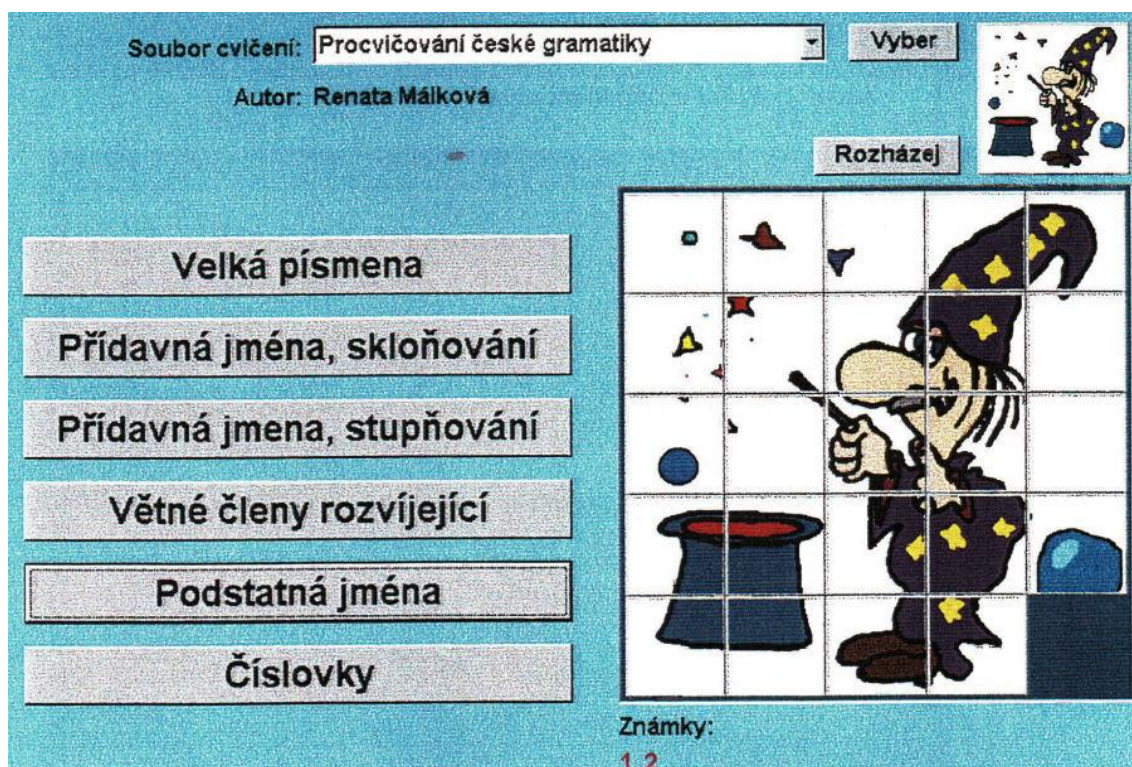 Soubor cvičení: Procvičování české gramatiky Vyber
Autor: Renata Málková
Rozházej
Velká písmena
Přídavná jména, skloňování
Přídavná jmena, stupňování
Větné členy rozvíjející
Podstatná jména
Číslovky
Známky:
1, 2